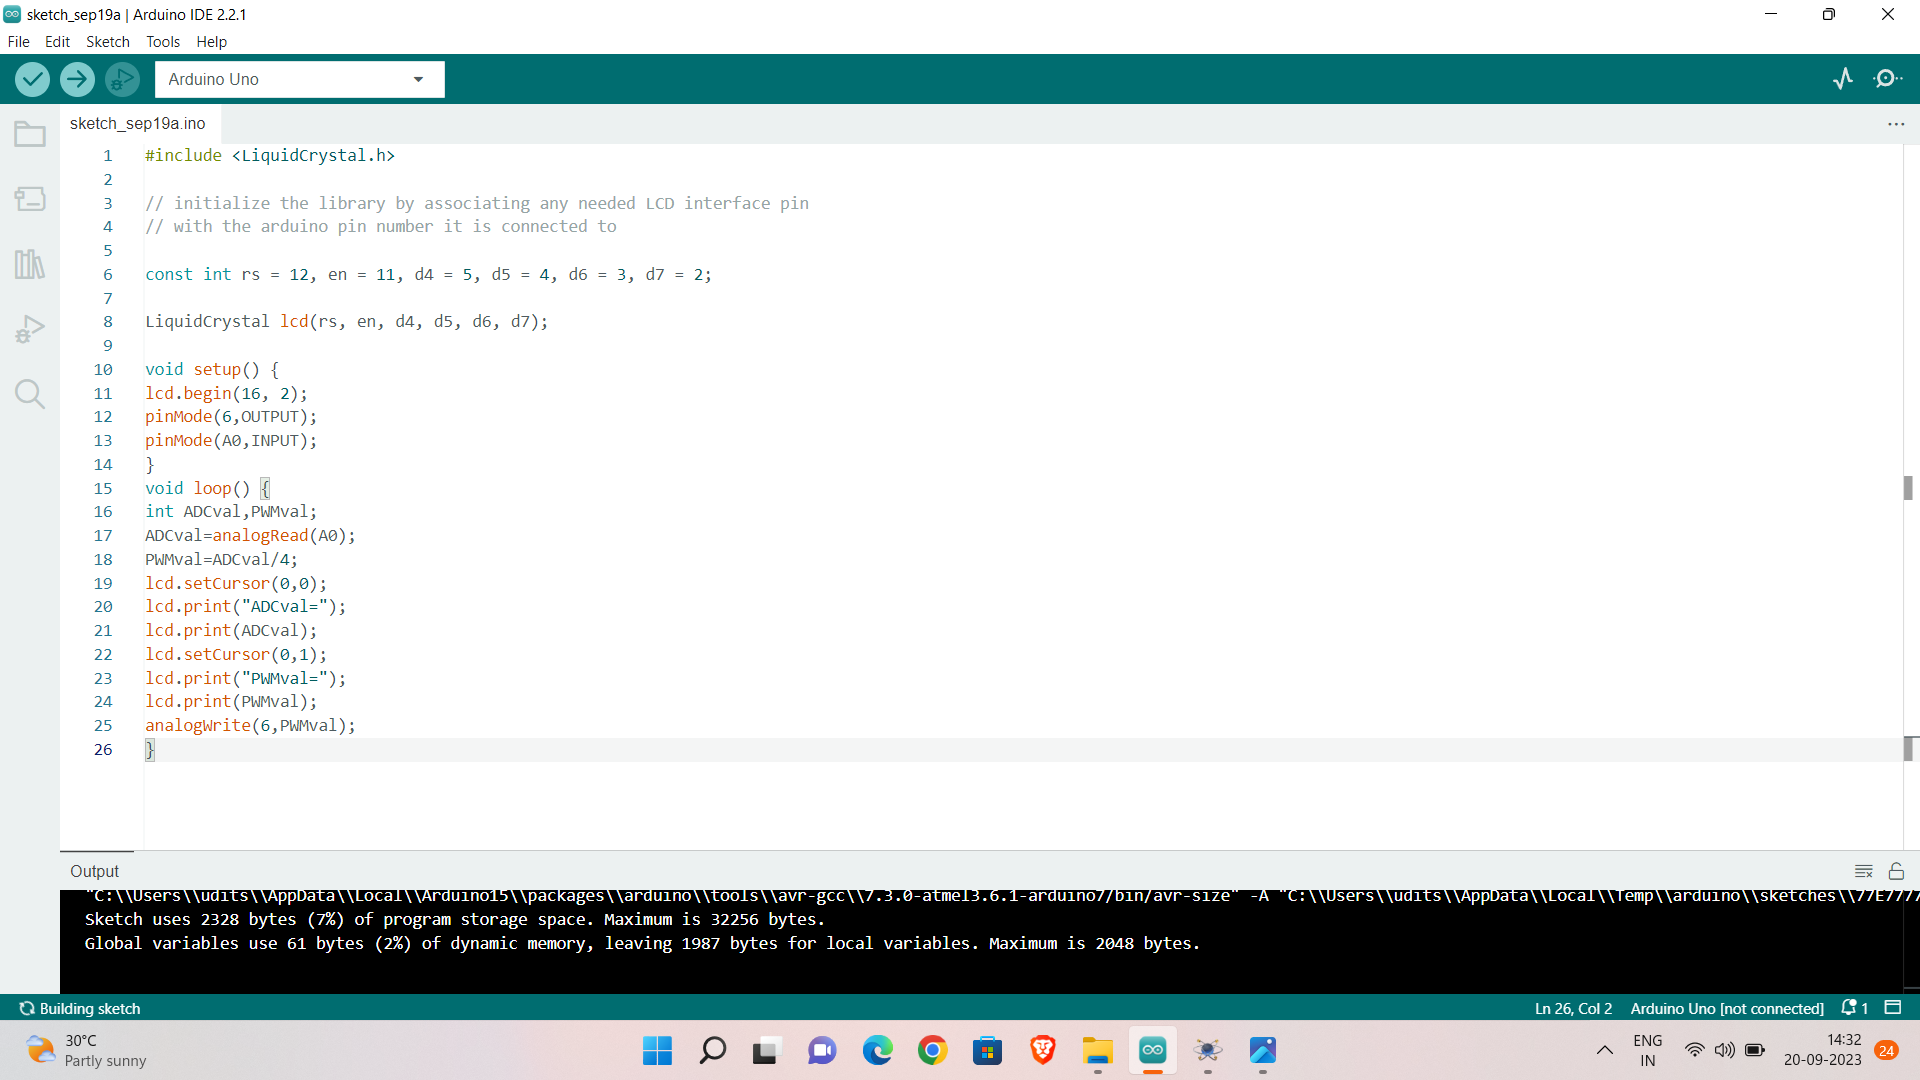 sketch_sep19a | Arduino IDE 2.2.1
File Edit Sketch Tools Help
Arduino Uno
sketch_sep19a.ino
1 #include <LiquidCrystal.h>
2
3 // initialize the library by associating any needed LCD interface pin
4 // with the arduino pin number it is connected to
5
6 const int rs = 12, en = 11, d4 = 5, d5 = 4, d6 = 3, d7 = 2;
7
8 LiquidCrystal lcd(rs, en, d4, d5, d6, d7);
9
10 void setup() {
11 lcd.begin(16, 2);
12 pinMode(6,OUTPUT);
13 pinMode(A0,INPUT);
14 }
15 void loop() {
16 int ADCval,PWMval;
17 ADCval=analogRead(A0);
18 PWMval=ADCval/4;
19 lcd.setCursor(0,0);
20 lcd.print("ADCval=");
21 lcd.print(ADCval);
22 lcd.setCursor(0,1);
23 lcd.print("PWMval=");
24 lcd.print(PWMval);
25 analogWrite(6,PWMval);
26 }
Output
"C:\\Users\\udits\\AppData\\Local\\Arduino15\\packages\\arduino\\tools\\avr-gcc\\7.3.0-atmel3.6.1-arduino7/bin/avr-size" -A "C:\\Users\\udits\\AppData\\Local\\Temp\\arduino\\sketches\\77E7777
Sketch uses 2328 bytes (7%) of program storage space. Maximum is 32256 bytes.
Global variables use 61 bytes (2%) of dynamic memory, leaving 1987 bytes for local variables. Maximum is 2048 bytes.
Building sketch
Ln 26, Col 2 Arduino Uno [not connected] 1
30°C
Partly sunny
ENG
IN
14:32
20-09-2023
24